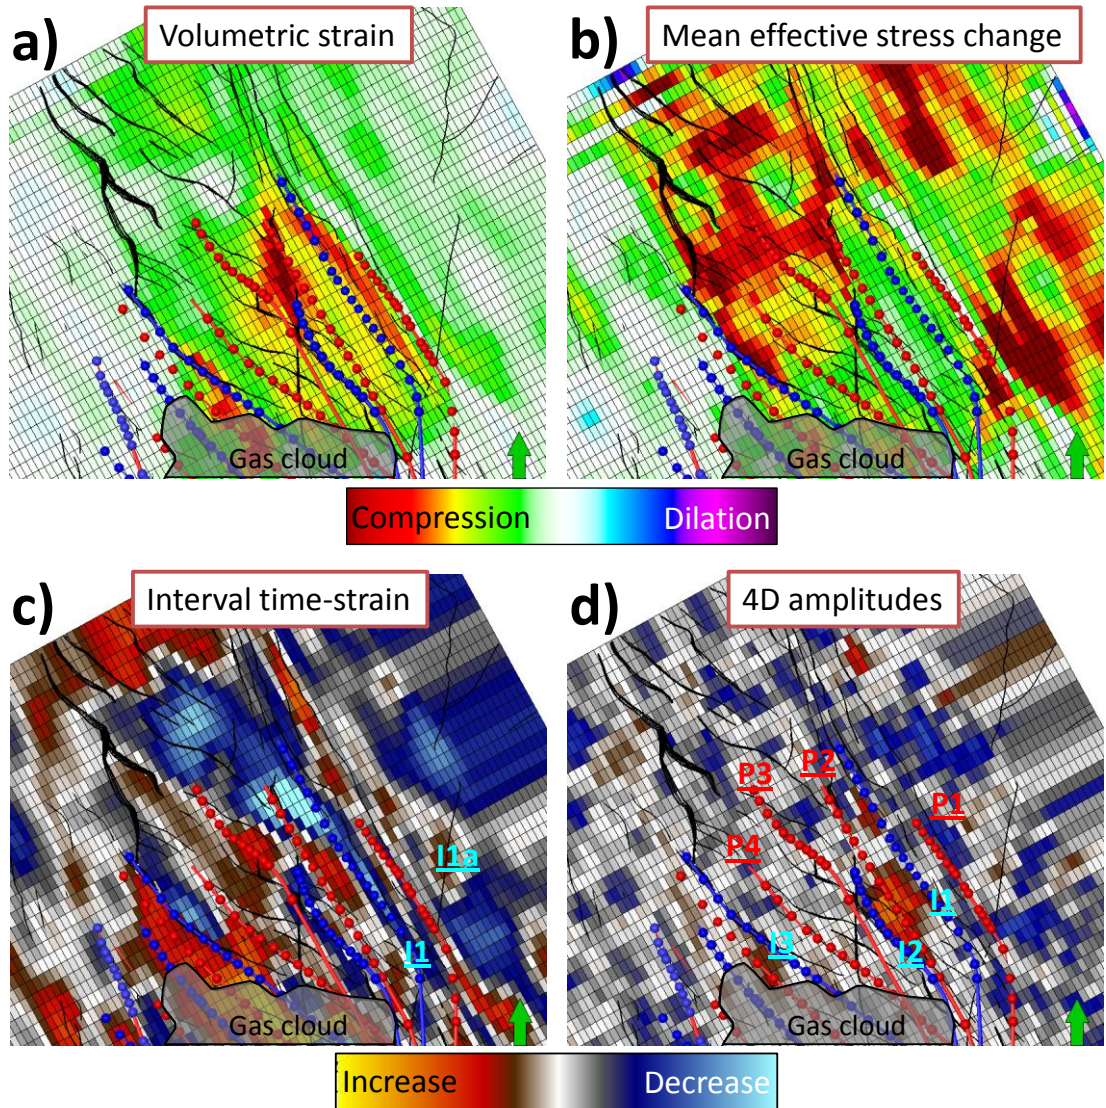 a)
Volumetric strain
b)
Mean effective stress change
Gas cloud
Gas cloud
Compression
Dilation
c)
Interval time-strain
d)
4D amplitudes
P2
P3
P1
P4
I1a
I1
I1
I3
I2
Gas cloud
Gas cloud
Increase
Decrease